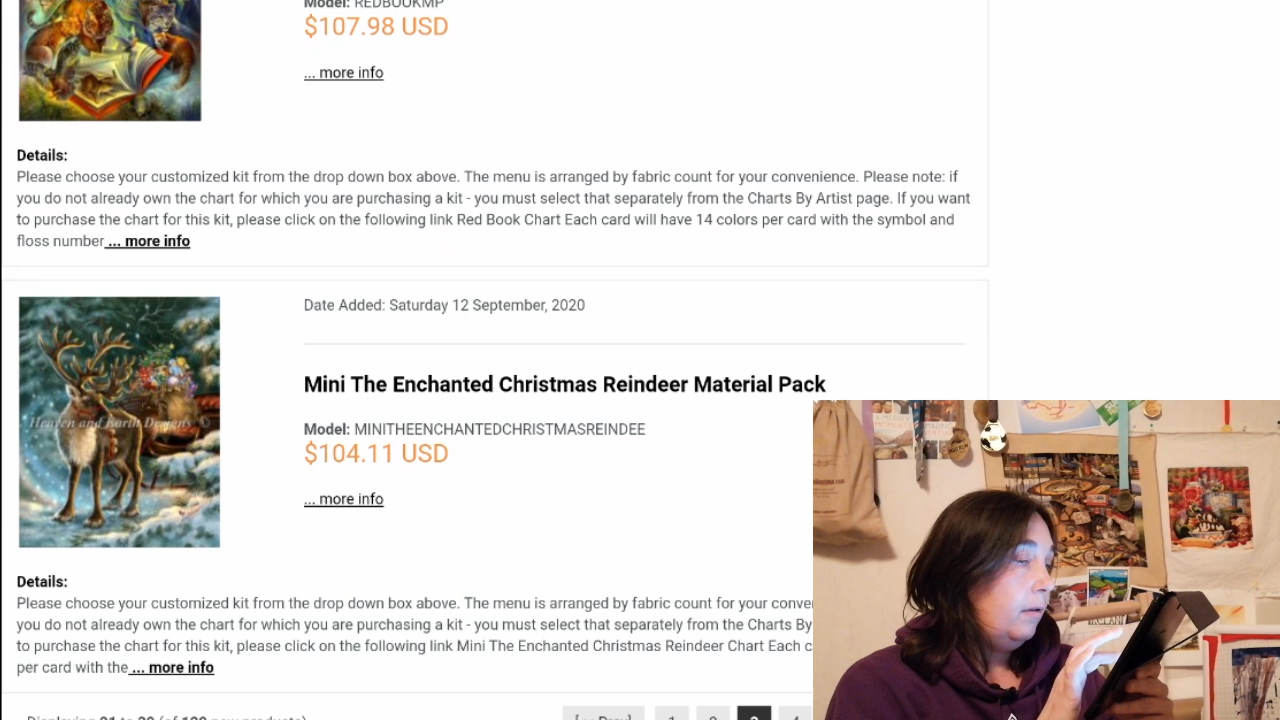 Model: REDBOOKMP
$107.98 USD
... more info
Details:
Please choose your customized kit from the drop down box above. The menu is arranged by fabric count for your convenience. Please note: if
you do not already own the chart for which you are purchasing a kit - you must select that separately from the Charts By Artist page. If you want
to purchase the chart for this kit, please click on the following link Red Book Chart Each card will have 14 colors per card with the symbol and
floss number ... more info
Date Added: Saturday 12 September, 2020
Mini The Enchanted Christmas Reindeer Material Pack
Model: MINITHEENCHANTEDCHRISTMASREINDEE
$104.11 USD
... more info
Heaven and Earth Designs ©
Details:
Please choose your customized kit from the drop down box above. The menu is arranged by fabric count for your conve
you do not already own the chart for which you are purchasing a kit - you must select that separately from the Charts By
to purchase the chart for this kit, please click on the following link Mini The Enchanted Christmas Reindeer Chart Each c
per card with the ... more info